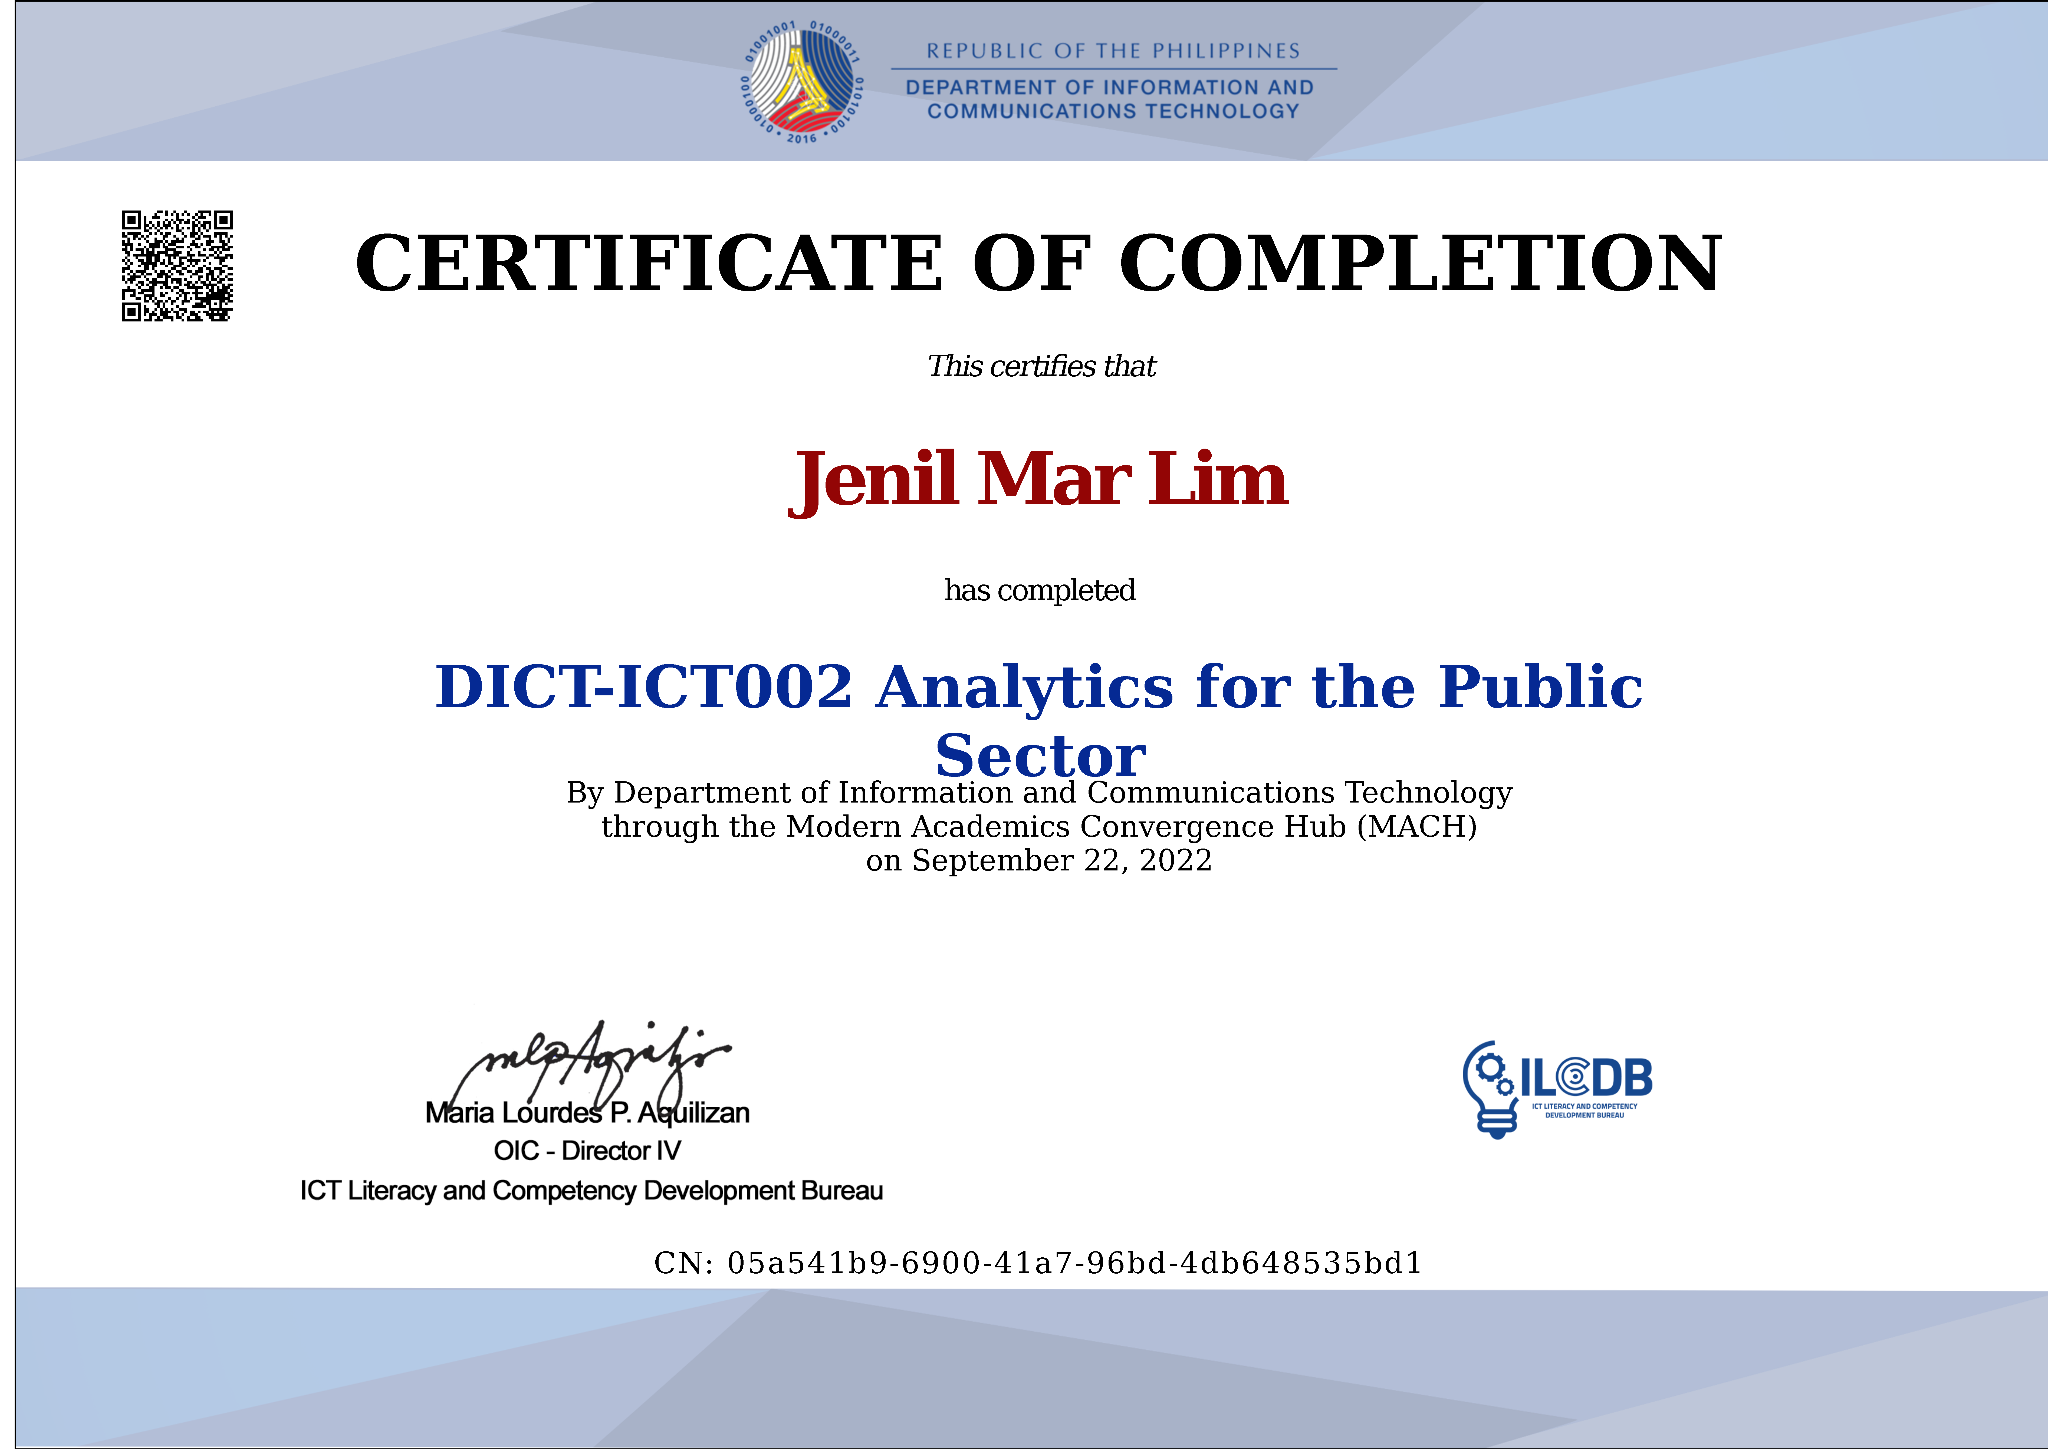 01001001 01000011 01010100 01000100 • 2016 •
REPUBLIC OF THE PHILIPPINES
DEPARTMENT OF INFORMATION AND
COMMUNICATIONS TECHNOLOGY
CERTIFICATE OF COMPLETION
This certifies that
Jenil Mar Lim
has completed
DICT-ICT002 Analytics for the Public
Sector
By Department of Information and Communications Technology
through the Modern Academics Convergence Hub (MACH)
on September 22, 2022
Maria Lourdes P. Aquilizan
OIC - Director IV
ICT Literacy and Competency Development Bureau
ILCDB
ICT LITERACY AND COMPETENCY
DEVELOPMENT BUREAU
CN: 05a541b9-6900-41a7-96bd-4db648535bd1